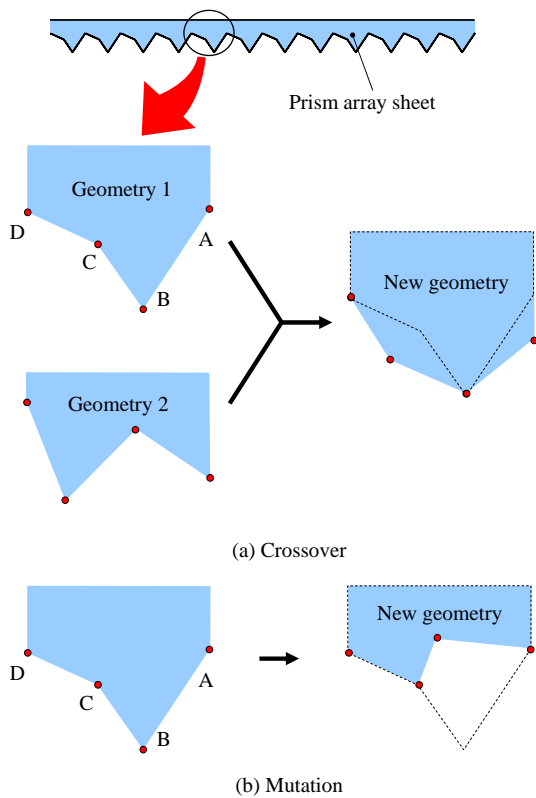 Prism array sheet
Geometry 1
D
A
C
B
New geometry
Geometry 2
(a) Crossover
New geometry
D
A
C
B
(b) Mutation